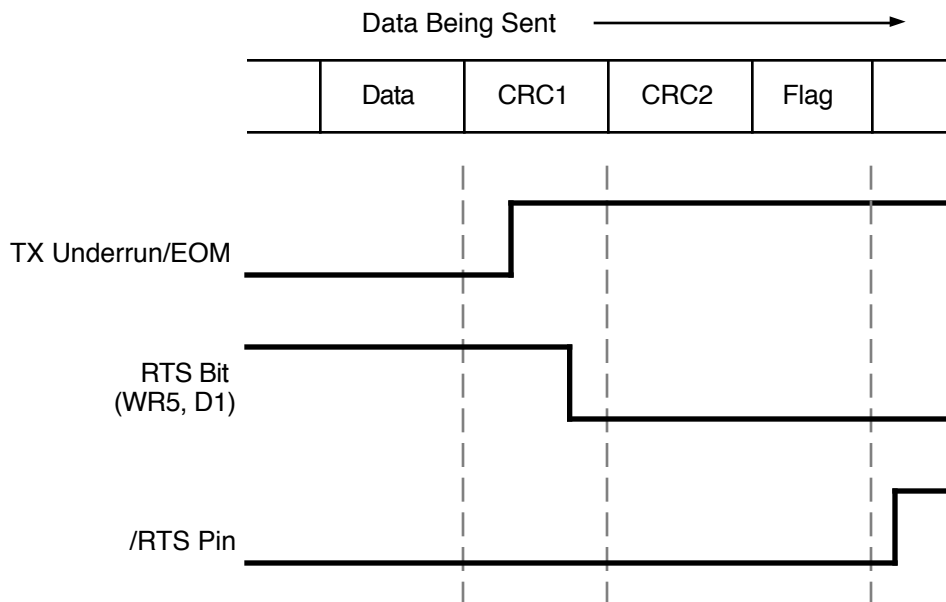 Data Being Sent
Data CRC1 CRC2 Flag
TX Underrun/EOM
RTS Bit
(WR5, D1)
/RTS Pin